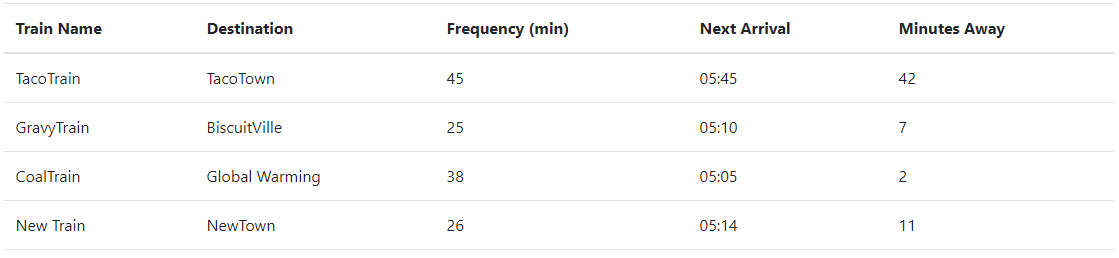 Train Name Destination Frequency (min) Next Arrival Minutes Away
TacoTrain TacoTown 45 05:45 42
GravyTrain BiscuitVille 25 05:10 7
CoalTrain Global Warming 38 05:05 2
New Train NewTown 26 05:14 11